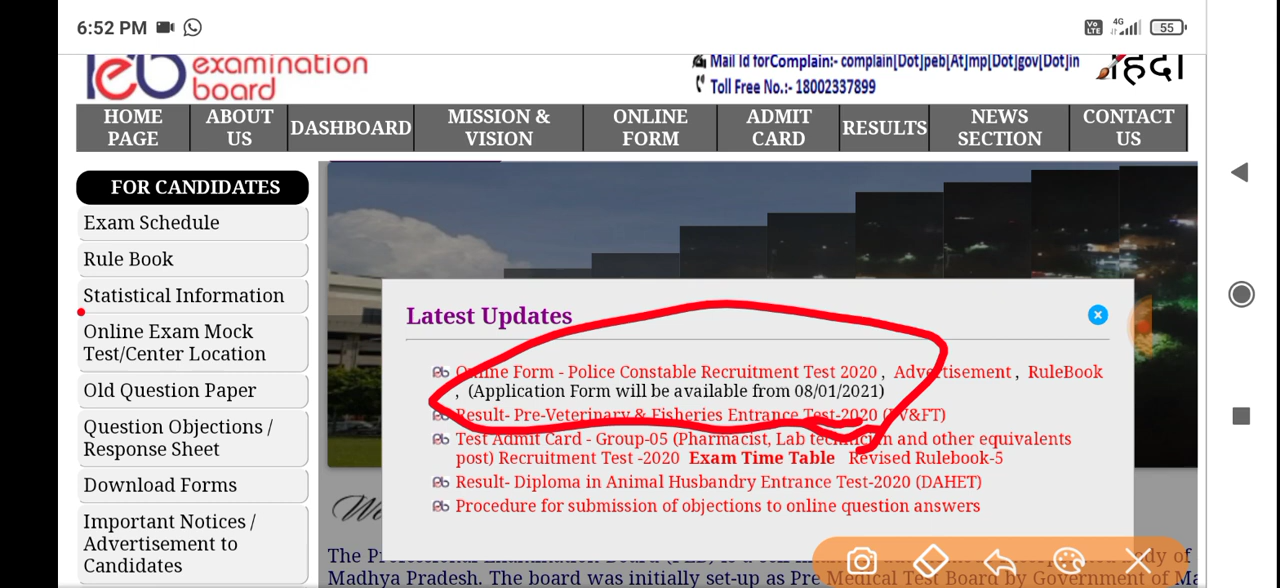 6:52 PM
Vo LTE 4G 55
examination
board
Mail Id forComplain:- complain[Dot]peb[At]mp[Dot]gov[Dot]in
Toll Free No.:- 18002337899
हिंदी
HOME PAGE
ABOUT US
DASHBOARD
MISSION & VISION
ONLINE FORM
ADMIT CARD
RESULTS
NEWS SECTION
CONTACT US
FOR CANDIDATES
Exam Schedule
Rule Book
Statistical Information
Online Exam Mock
Test/Center Location
Old Question Paper
Question Objections /
Response Sheet
Download Forms
Important Notices /
Advertisement to
Candidates
Latest Updates
Online Form - Police Constable Recruitment Test 2020 , Advertisement , RuleBook
, (Application Form will be available from 08/01/2021)
Result- Pre-Veterinary & Fisheries Entrance Test-2020 (PV&FT)
Test Admit Card - Group-05 (Pharmacist, Lab technician and other equivalents
post) Recruitment Test -2020 Exam Time Table Revised Rulebook-5
Result- Diploma in Animal Husbandry Entrance Test-2020 (DAHET)
Procedure for submission of objections to online question answers
The
Madhya Pradesh. The board was initially set-up as Pre Medical Test Board by Government of